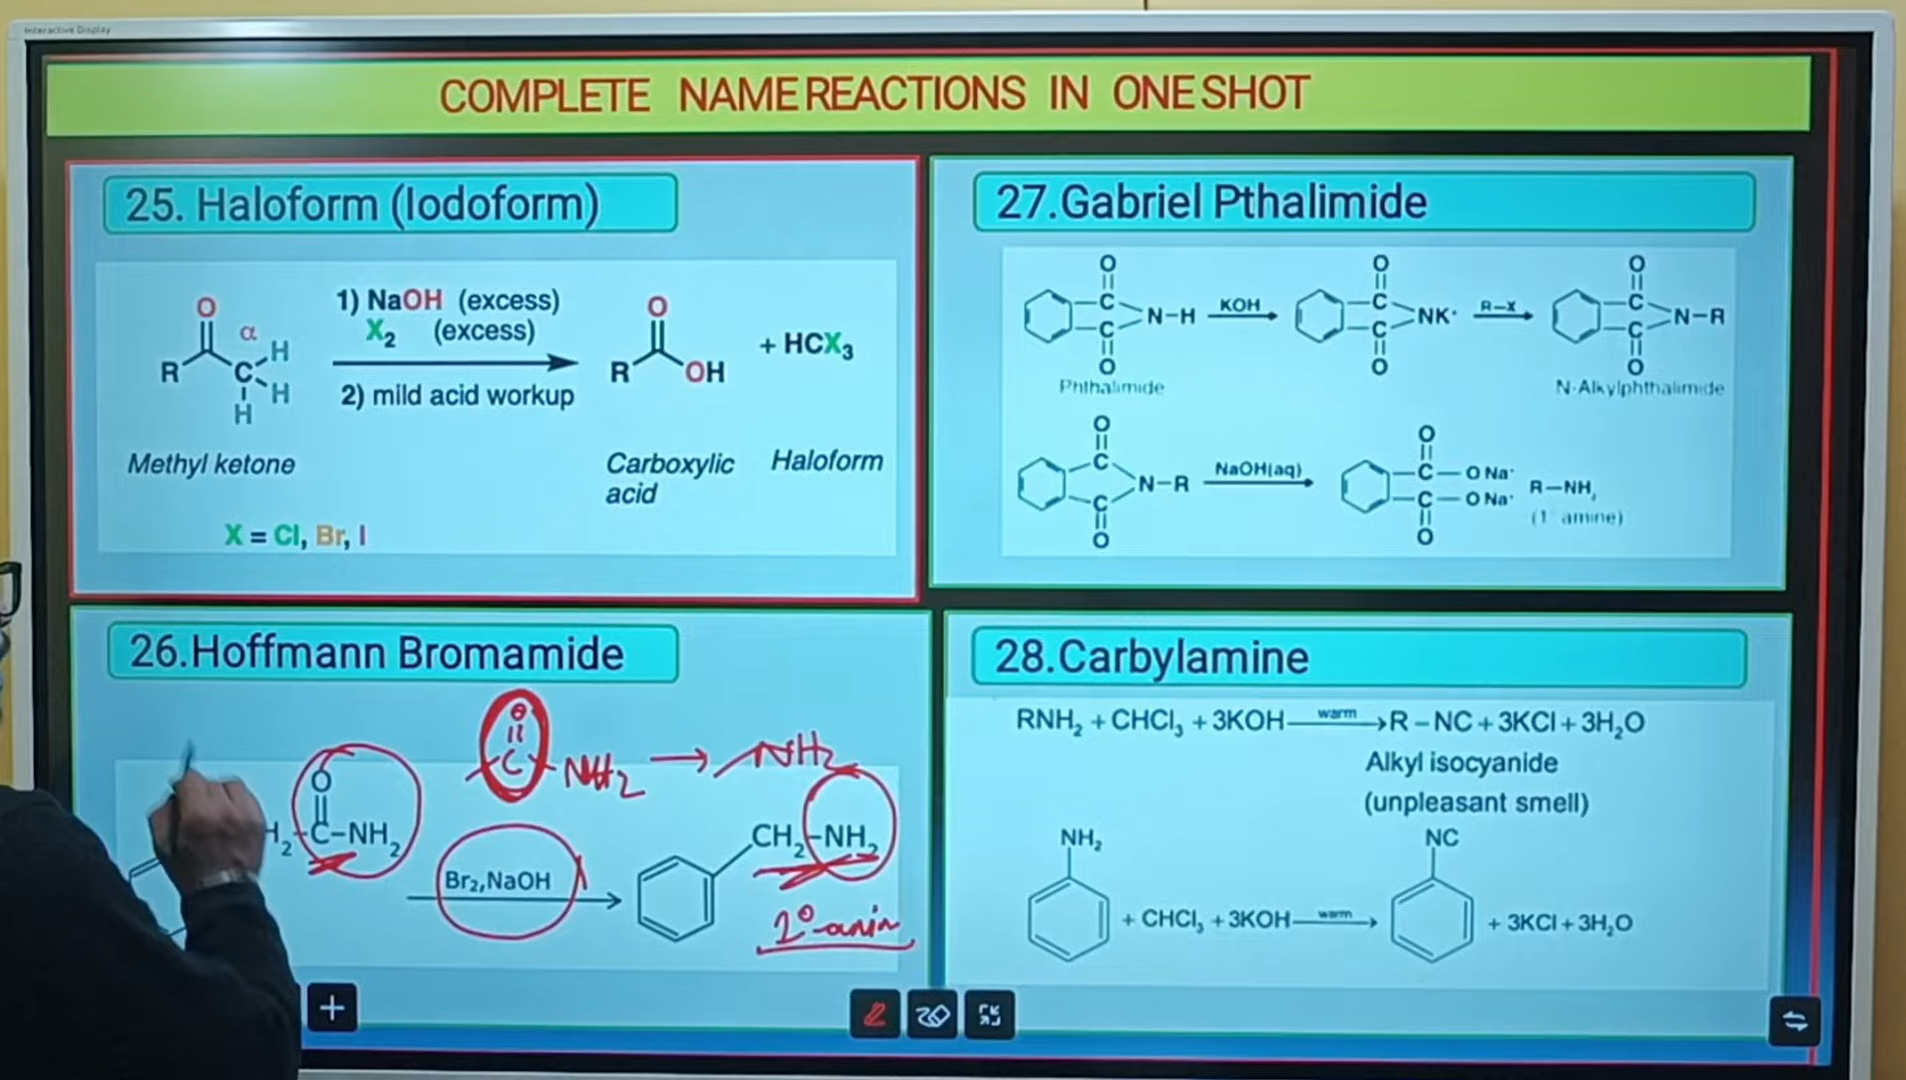 Interactive Display
COMPLETE NAME REACTIONS IN ONE SHOT
25. Haloform (Iodoform)
O
α
H
R
C
H
H
1) NaOH (excess)
X₂ (excess)
2) mild acid workup
O
R
OH
+ HCX₃
Methyl ketone
Carboxylic acid
Haloform
X = Cl, Br, I
27.Gabriel Pthalimide
O
C
N–H
C
O
Phthalimide
KOH
O
C
NK
C
O
R–X
O
C
N–R
C
O
N-Alkylphthalimide
O
C
N–R
C
O
NaOH(aq)
O
C–O Na
C–O Na
O
R–NH
(1 amine)
26.Hoffmann Bromamide
O
C
NH2
NH2
O
H₂–C–NH₂
Br₂,NaOH
CH₂–NH₂
1°
28.Carbylamine
RNH₂ + CHCl₃ + 3KOH warm → R – NC + 3KCl + 3H₂O
Alkyl isocyanide
(unpleasant smell)
NH₂
NC
+ CHCl₃ + 3KOH warm → + 3KCl + 3H₂O